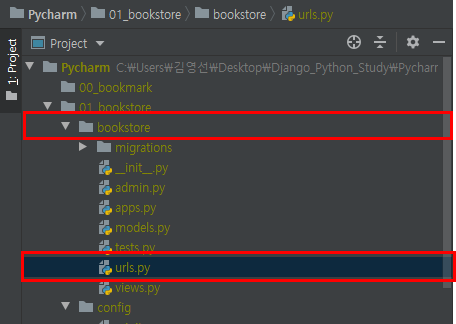 Pycharm 01_bookstore bookstore urls.py
1: Project
Project
Pycharm C:₩Users₩김영선₩Desktop₩Django_Python_Study₩Pycharr
00_bookmark
01_bookstore
bookstore
migrations
__init__.py
admin.py
apps.py
models.py
tests.py
urls.py
views.py
config